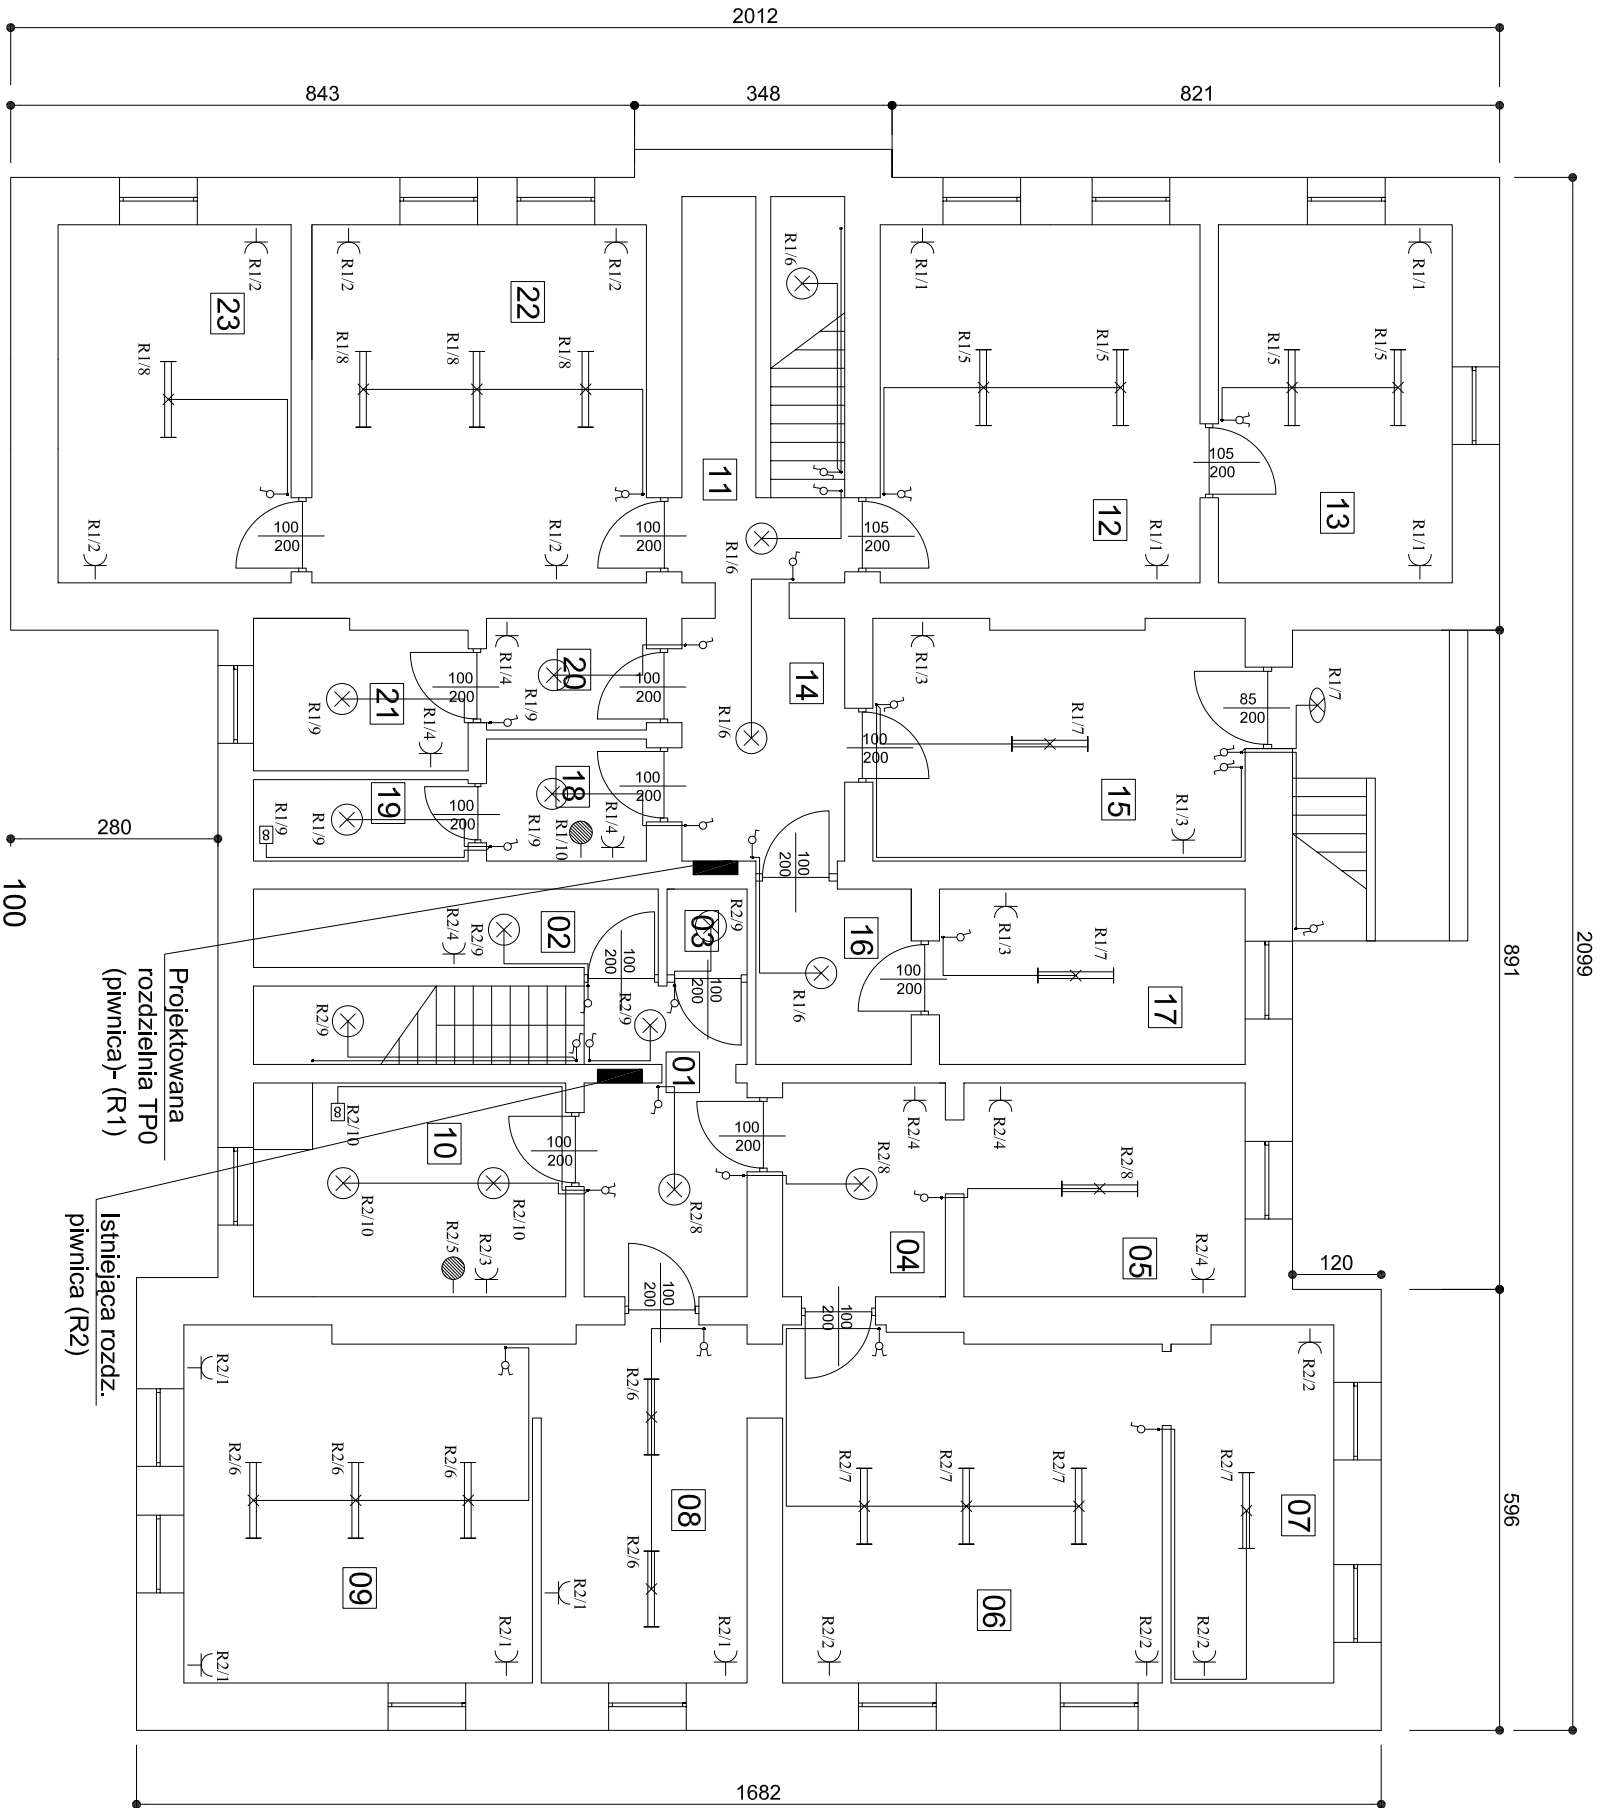 2012
843
348
821
R1/2
R1/2
R1/2
R1/6
R1/1
R1/1
23
22
R1/8
R1/8
R1/8
R1/8
R1/5
R1/5
R1/5
R1/5
105
200
11
12
13
R1/2
100
200
R1/2
100
200
R1/6
105
200
R1/1
R1/1
R1/4
20
100
200
100
200
14
R1/3
R1/7
85
200
21
R1/9
R1/4
R1/9
R1/6
100
200
R1/7
18
100
200
15
19
100
200
R1/9
R1/9
R1/9
R1/10
R1/4
R1/3
280
100
100
200
R2/4
R2/9
02
03
R2/9
16
R1/3
R1/7
891
2099
100
200
100
200
100
200
R2/9
R2/9
R1/6
17
Projektowana
rozdzielnia TP0
(piwnica)- (R1)
01
R2/10
10
100
200
100
200
R2/4
R2/4
R2/8
R2/8
R2/10
R2/10
R2/8
R2/5
R2/3
04
05
R2/4
120
Istniejąca rozdz.
piwnica (R2)
100
200
100
200
R2/1
R2/6
R2/2
R2/6
R2/6
R2/6
R2/7
R2/7
R2/7
R2/7
08
07
596
09
R2/6
R2/1
06
R2/1
R2/1
R2/1
R2/2
R2/2
R2/2
1682